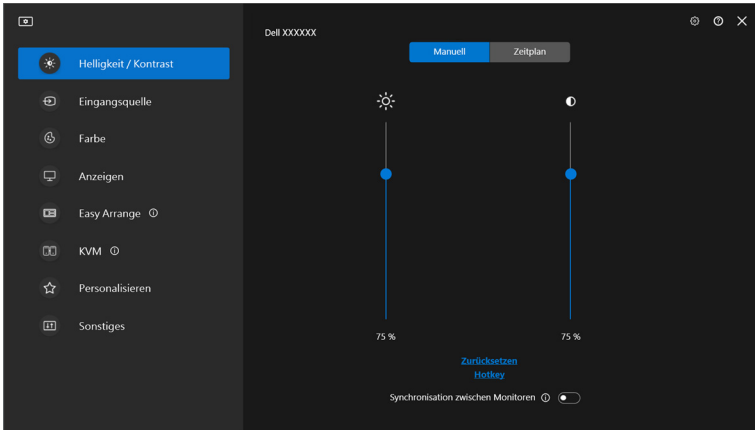 Dell XXXXXX
Manuell
Zeitplan
Helligkeit / Kontrast
Eingangsquelle
Farbe
Anzeigen
Easy Arrange
KVM
Personalisieren
Sonstiges
75 %
75 %
Zurücksetzen
Hotkey
Synchronisation zwischen Monitoren